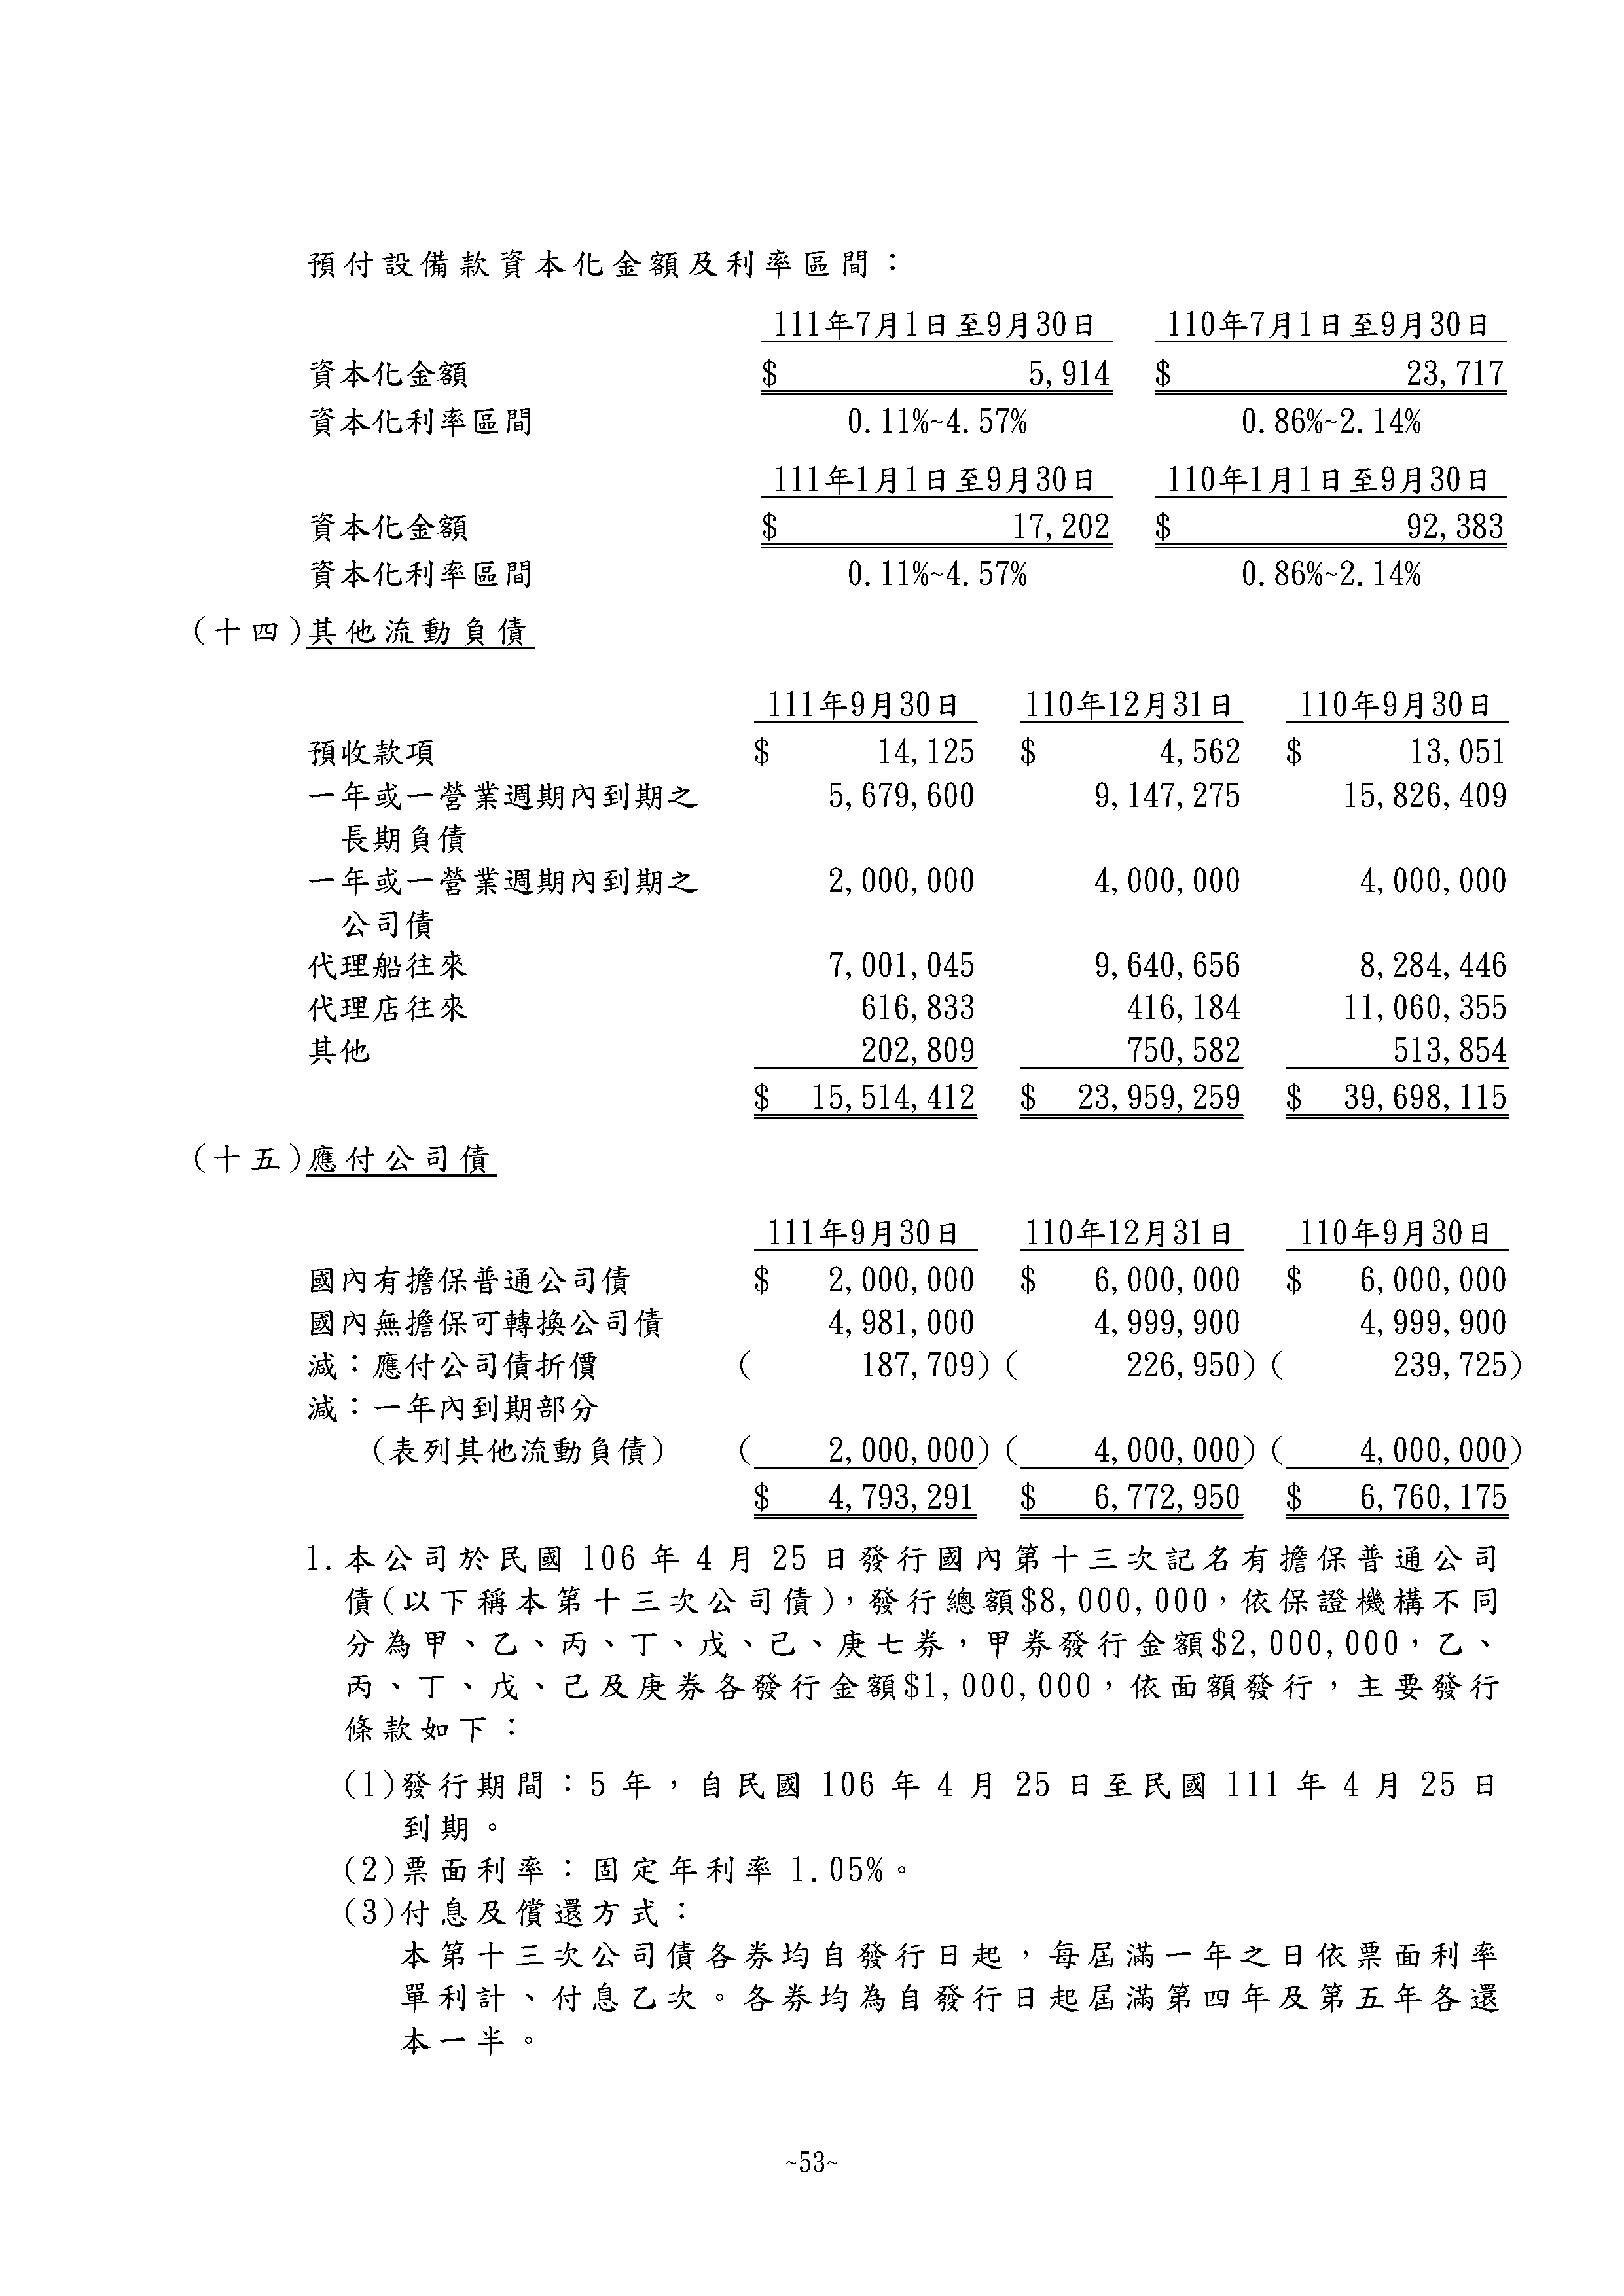 預付設備款資本化金額及利率區間：
111年7月1日至9月30日 110年7月1日至9月30日
資本化金額 $ 5,914 $ 23,717
資本化利率區間 0.11%~4.57% 0.86%~2.14%
111年1月1日至9月30日 110年1月1日至9月30日
資本化金額 $ 17,202 $ 92,383
資本化利率區間 0.11%~4.57% 0.86%~2.14%
(十四)其他流動負債
111年9月30日 110年12月31日 110年9月30日
預收款項 $ 14,125 $ 4,562 $ 13,051
一年或一營業週期內到期之 5,679,600 9,147,275 15,826,409
長期負債
一年或一營業週期內到期之 2,000,000 4,000,000 4,000,000
公司債
代理船往來 7,001,045 9,640,656 8,284,446
代理店往來 616,833 416,184 11,060,355
其他 202,809 750,582 513,854
$ 15,514,412 $ 23,959,259 $ 39,698,115
(十五)應付公司債
111年9月30日 110年12月31日 110年9月30日
國內有擔保普通公司債 $ 2,000,000 $ 6,000,000 $ 6,000,000
國內無擔保可轉換公司債 4,981,000 4,999,900 4,999,900
減：應付公司債折價 ( 187,709) ( 226,950) ( 239,725)
減：一年內到期部分
(表列其他流動負債) ( 2,000,000) ( 4,000,000) ( 4,000,000)
$ 4,793,291 $ 6,772,950 $ 6,760,175
1.本公司於民國 106 年 4 月 25 日發行國內第十三次記名有擔保普通公司
債(以下稱本第十三次公司債)，發行總額$8,000,000，依保證機構不同
分為甲、乙、丙、丁、戊、己、庚七券，甲券發行金額$2,000,000，乙、
丙、丁、戊、己及庚券各發行金額$1,000,000，依面額發行，主要發行
條款如下：
(1)發行期間：5 年，自民國 106 年 4 月 25 日至民國 111 年 4 月 25 日
到期。
(2)票面利率：固定年利率 1.05%。
(3)付息及償還方式：
本第十三次公司債各券均自發行日起，每屆滿一年之日依票面利率
單利計、付息乙次。各券均為自發行日起屆滿第四年及第五年各還
本一半。
~53~